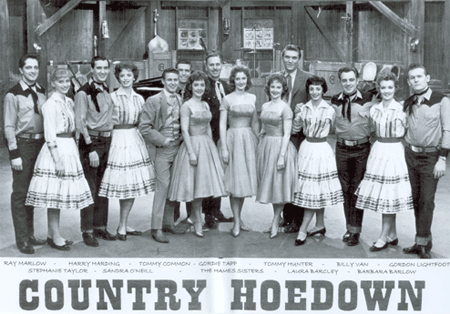 RAY MARLOW - HARRY HARDING - TOMMY COMMON - GORDIE TAPP - TOMMY HUNTER - BILLY VAN - GORDON LIGHTFOOT
STEPHANIE TAYLOR - SANDRA O'NEILL THE HAMES SISTERS - LAURA BARCLEY - BARBARA BARLOW
COUNTRY HOEDOWN